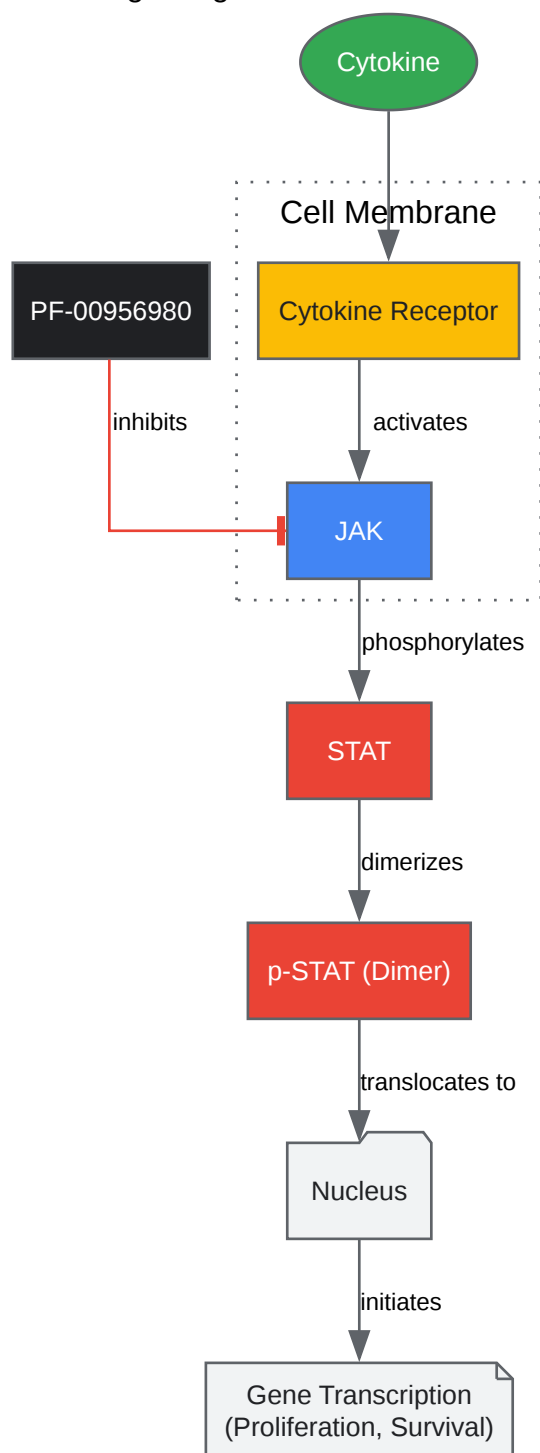 Cytokine
Cell Membrane
PF-00956980
Cytokine Receptor
inhibits
activates
JAK
phosphorylates
STAT
dimerizes
p-STAT (Dimer)
translocates to
Nucleus
initiates
Gene Transcription
(Proliferation, Survival)